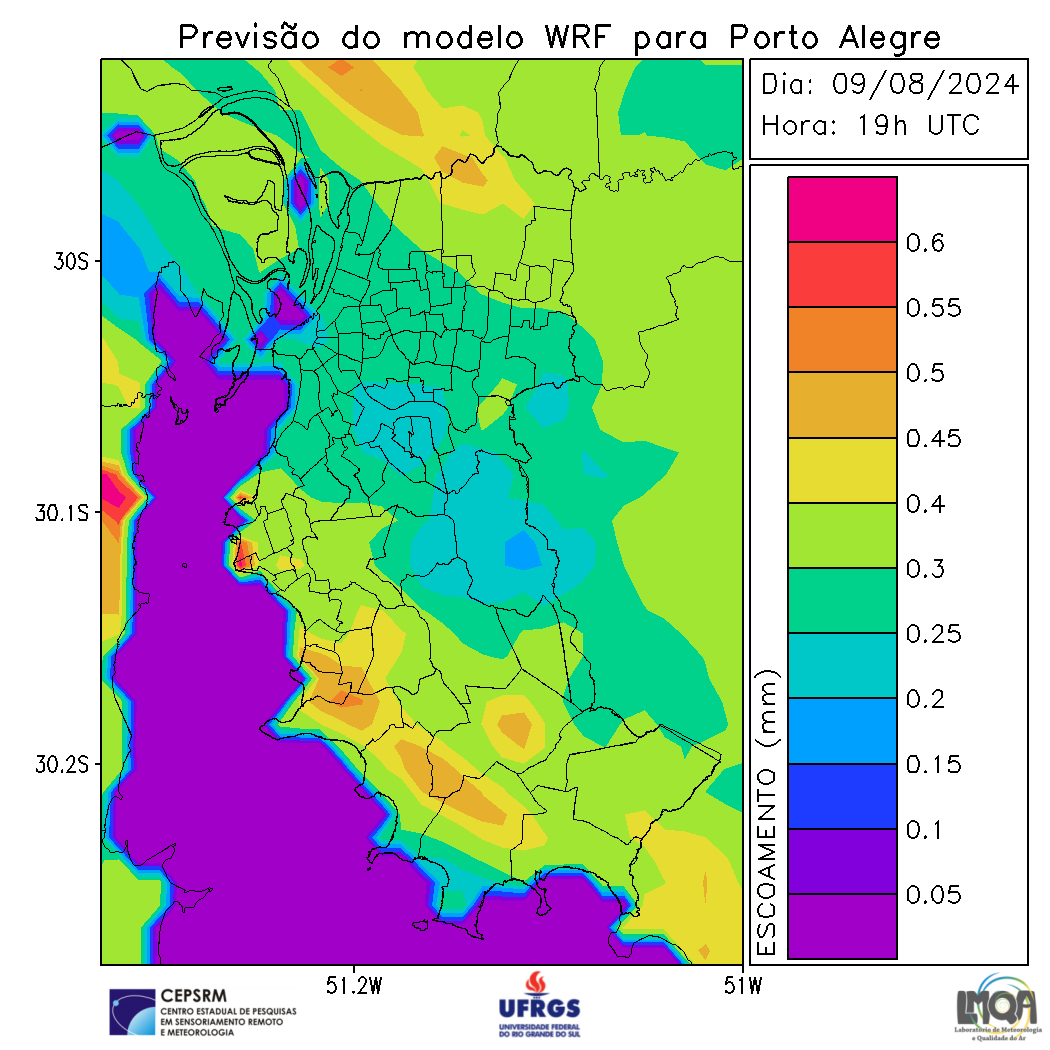 Previsão do modelo WRF para Porto Alegre
Dia: 09/08/2024
Hora: 19h UTC
30S
30.1S
30.2S
51.2W
51W
ESCOAMENTO (mm)
0.6
0.55
0.5
0.45
0.4
0.3
0.25
0.2
0.15
0.1
0.05
CEPSRM
CENTRO ESTADUAL DE PESQUISAS
EM SENSORIAMENTO REMOTO
E METEOROLOGIA
UFRGS
UNIVERSIDADE FEDERAL
DO RIO GRANDE DO SUL
LMQA
Laboratório de Meteorologia
e Qualidade do Ar